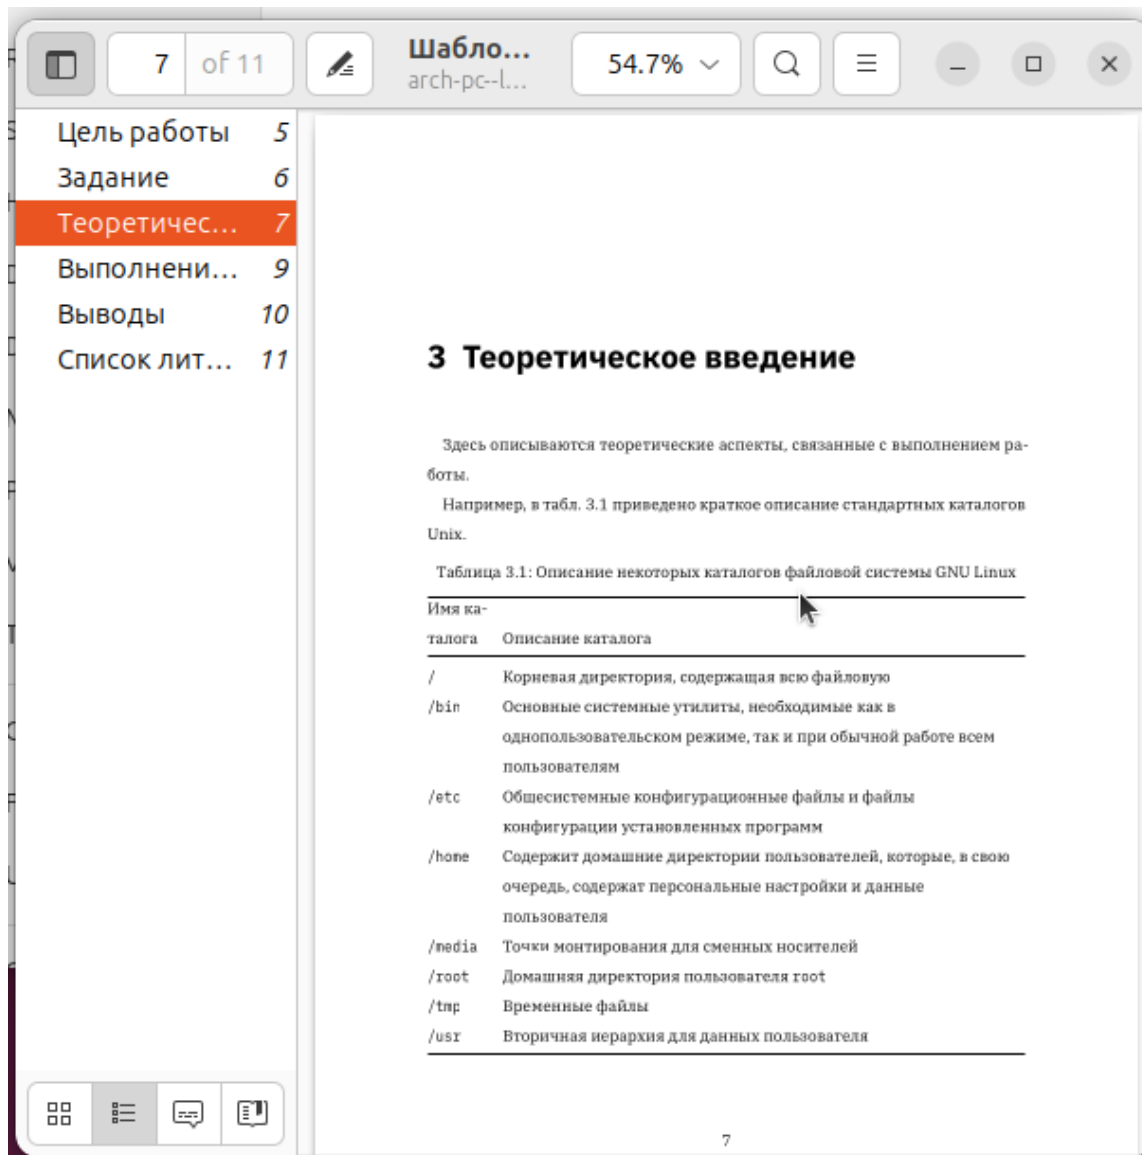 7 of 11
Шабло...
arch-pc--l...
54.7%
Цель работы 5
Задание 6
Теоретичес... 7
Выполнени... 9
Выводы 10
Список лит... 11
3 Теоретическое введение
Здесь описываются теоретические аспекты, связанные с выполнением ра-
боты.
Например, в табл. 3.1 приведено краткое описание стандартных каталогов
Unix.
Таблица 3.1: Описание некоторых каталогов файловой системы GNU Linux
Имя ка-
талога Описание каталога
/ Корневая директория, содержащая всю файловую
/bin Основные системные утилиты, необходимые как в
однопользовательском режиме, так и при обычной работе всем
пользователям
/etc Общесистемные конфигурационные файлы и файлы
конфигурации установленных программ
/home Содержит домашние директории пользователей, которые, в свою
очередь, содержат персональные настройки и данные
пользователя
/media Точки монтирования для сменных носителей
/root Домашняя директория пользователя root
/tmp Временные файлы
/usr Вторичная иерархия для данных пользователя
7